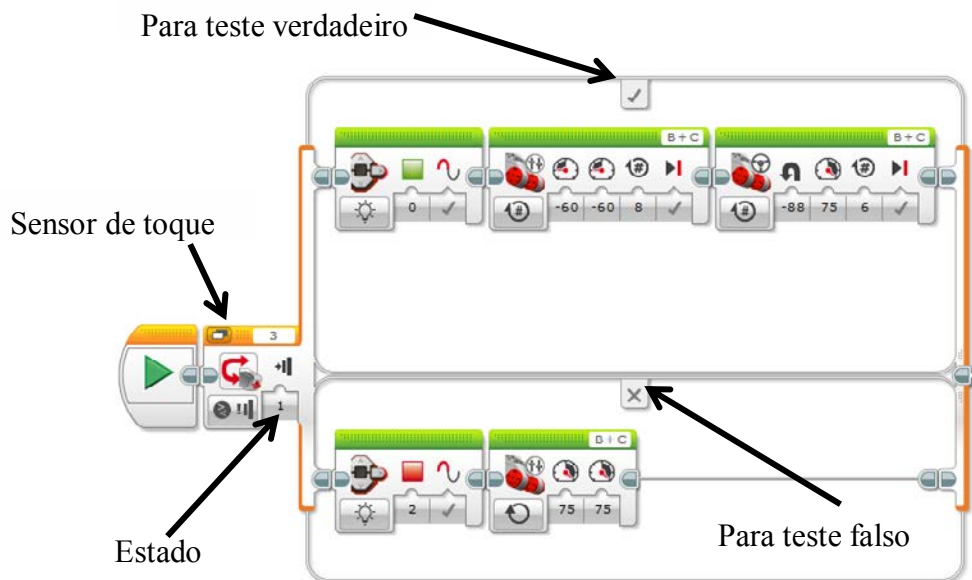 Para teste verdadeiro
B + C
B + C
0
-60 -60 8
-88 75 6
Sensor de toque
3
1
B + C
2
75 75
Estado
Para teste falso